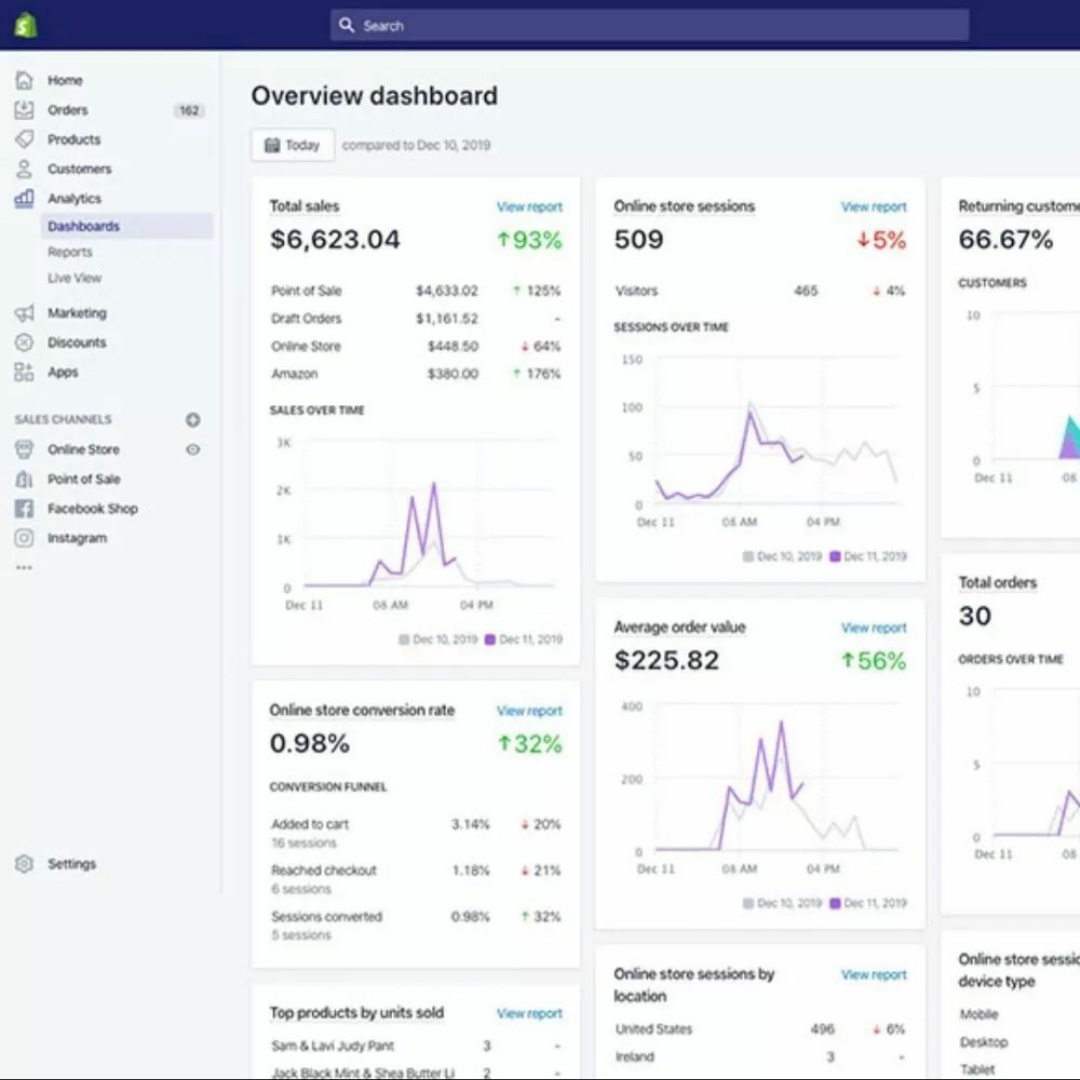 Search
Home
Orders 162
Products
Customers
Analytics
Dashboards
Reports
Live View
Marketing
Discounts
Apps
SALES CHANNELS
Online Store
Point of Sale
Facebook Shop
Instagram
Settings
Overview dashboard
Today compared to Dec 10, 2019
Total sales View report
$6,623.04 ↑93%
Point of Sale $4,633.02 ↑ 125%
Draft Orders $1,161.52 -
Online Store $448.50 ↓ 64%
Amazon $380.00 ↑ 176%
SALES OVER TIME
3K
2K
1K
0
Dec 11 08 AM 04 PM
Dec 10, 2019 Dec 11, 2019
Online store conversion rate View report
0.98% ↑32%
CONVERSION FUNNEL
Added to cart 3.14% ↓ 20%
16 sessions
Reached checkout 1.18% ↓ 21%
6 sessions
Sessions converted 0.98% ↑ 32%
5 sessions
Top products by units sold View report
Sam & Lavi Judy Pant 3 -
Jack Black Mint & Shea Butter Li 2 -
Online store sessions View report
509 ↓5%
Visitors 465 ↓ 4%
SESSIONS OVER TIME
150
100
50
0
Dec 11 08 AM 04 PM
Dec 10, 2019 Dec 11, 2019
Average order value View report
$225.82 ↑56%
400
200
0
Dec 11 08 AM 04 PM
Dec 10, 2019 Dec 11, 2019
Online store sessions by View report
location
United States 496 ↓ 6%
Ireland 3 -
Returning custome
66.67%
CUSTOMERS
10
5
0
Dec 11 08
Total orders
30
ORDERS OVER TIME
10
5
0
Dec 11 08
Online store sessio
device type
Mobile
Desktop
Tablet